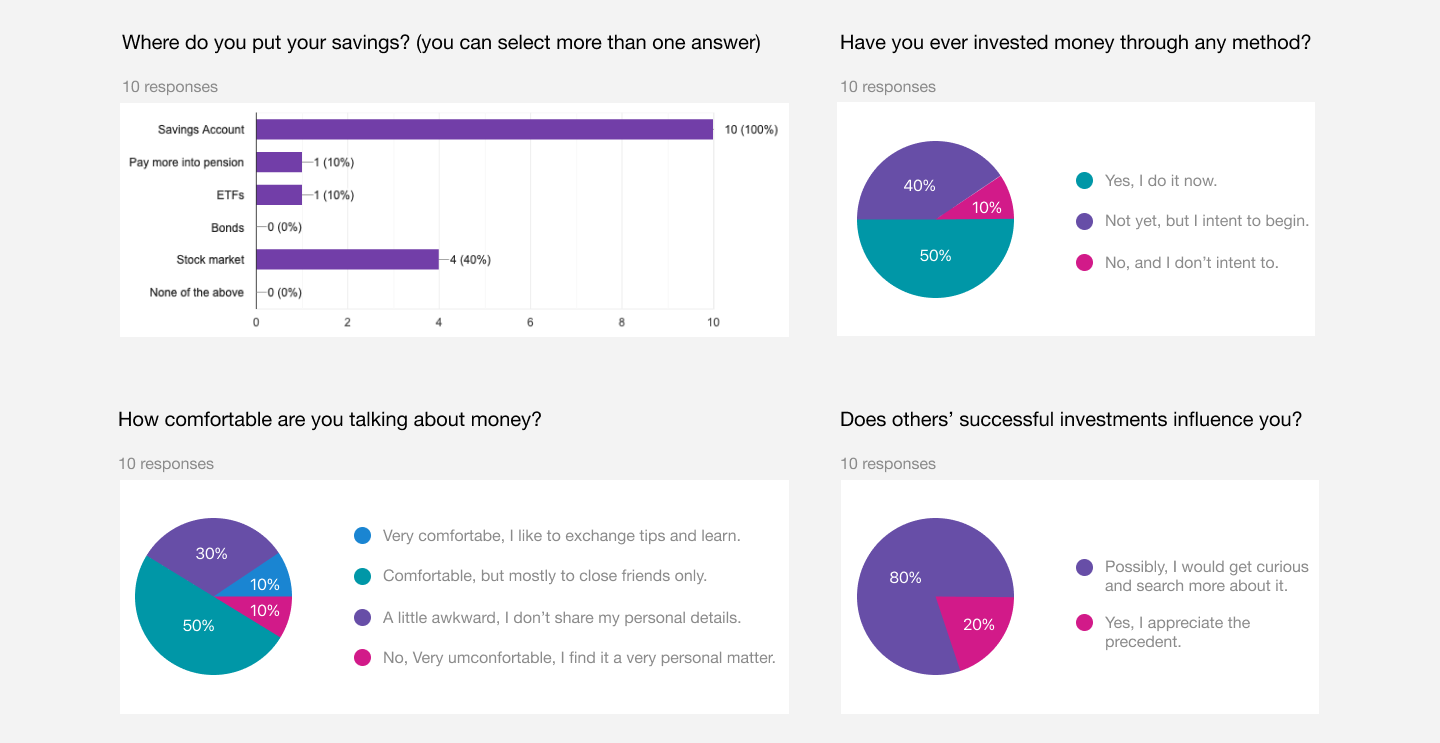 Where do you put your savings? (you can select more than one answer)
10 responses
Savings Account
10 (100%)
Pay more into pension
1 (10%)
ETFs
1 (10%)
Bonds
0 (0%)
Stock market
4 (40%)
None of the above
0 (0%)
0 2 4 6 8 10
Have you ever invested money through any method?
10 responses
40%
10%
50%
Yes, I do it now.
Not yet, but I intent to begin.
No, and I don't intent to.
How comfortable are you talking about money?
10 responses
30%
10%
10%
50%
Very comfortabe, I like to exchange tips and learn.
Comfortable, but mostly to close friends only.
A little awkward, I don't share my personal details.
No, Very umconfortable, I find it a very personal matter.
Does others' successful investments influence you?
10 responses
80%
20%
Possibly, I would get curious
and search more about it.
Yes, I appreciate the
precedent.